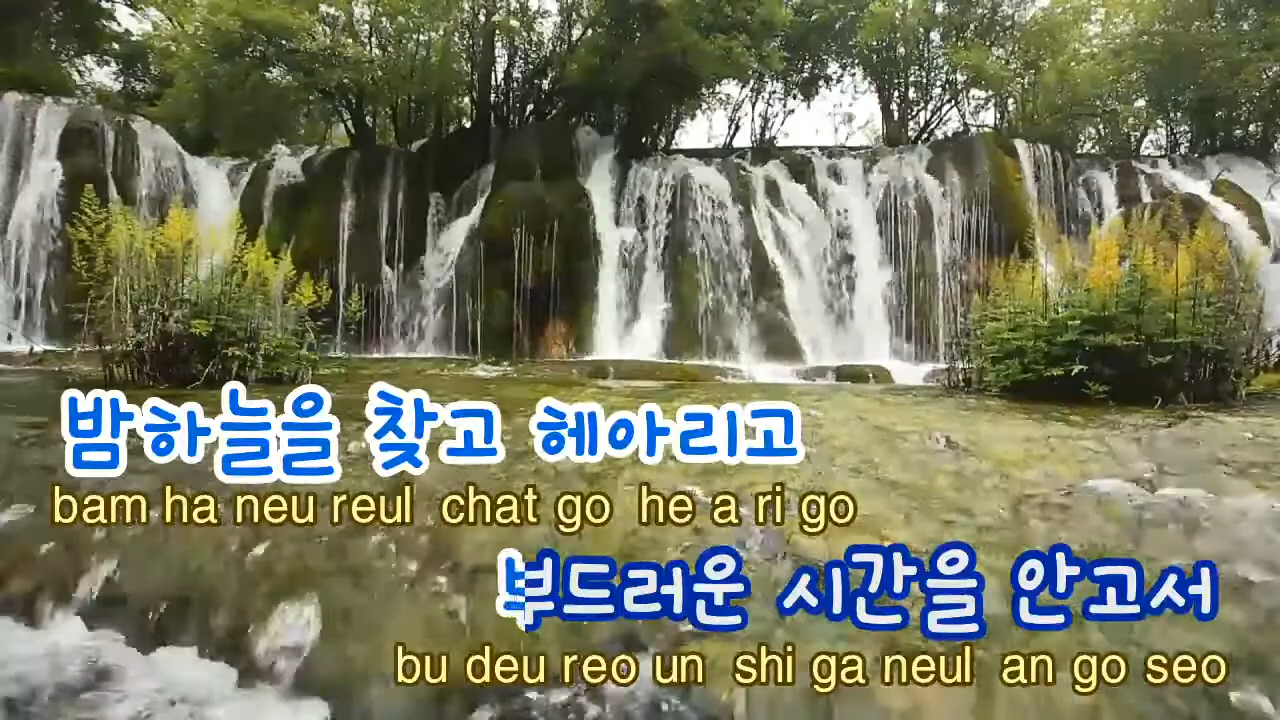 밤하늘을 찾고 헤아리고
bam ha neu reul chat go he a ri go
부드러운 시간을 안고서
bu deu reo un shi ga neul an go seo